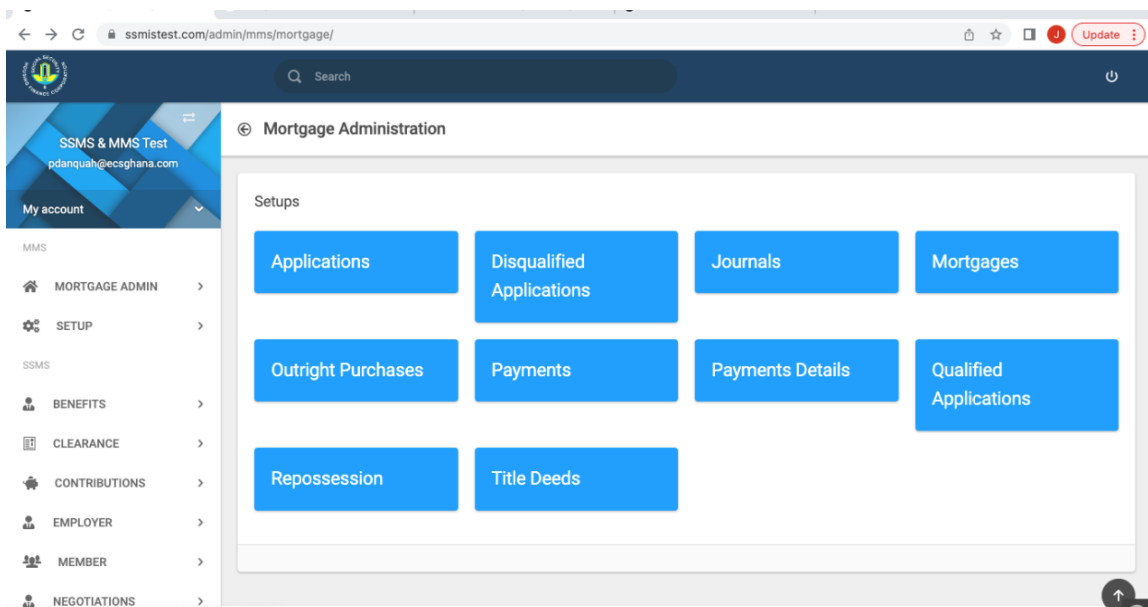 ssmistest.com/admin/mms/mortgage/
J
Update
SOCIAL SECURITY
Search
SSMS & MMS Test
pdanquah@ecsghana.com
My account
MMS
MORTGAGE ADMIN
SETUP
SSMS
BENEFITS
CLEARANCE
CONTRIBUTIONS
EMPLOYER
MEMBER
NEGOTIATIONS
Mortgage Administration
Setups
Applications
Disqualified
Applications
Journals
Mortgages
Outright Purchases
Payments
Payments Details
Qualified
Applications
Repossession
Title Deeds